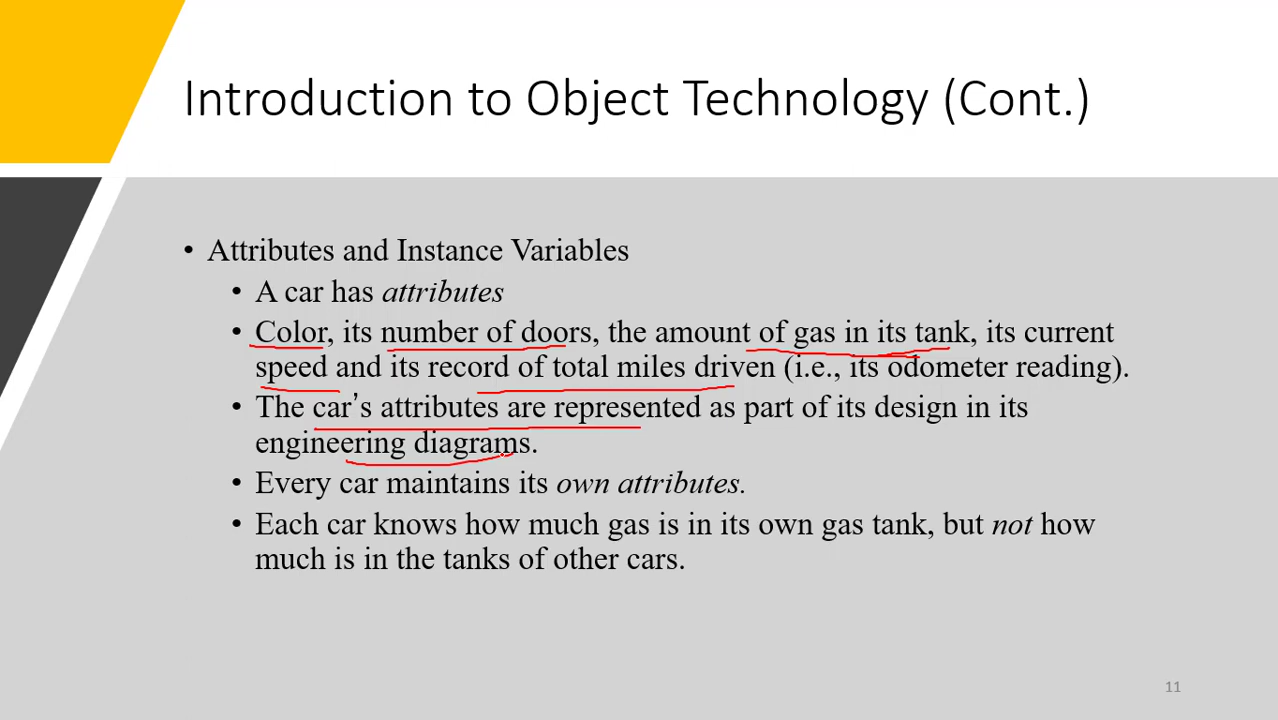 Introduction to Object Technology (Cont.)
• Attributes and Instance Variables
• A car has attributes
• Color, its number of doors, the amount of gas in its tank, its current
speed and its record of total miles driven (i.e., its odometer reading).
• The car’s attributes are represented as part of its design in its
engineering diagrams.
• Every car maintains its own attributes.
• Each car knows how much gas is in its own gas tank, but not how
much is in the tanks of other cars.
11